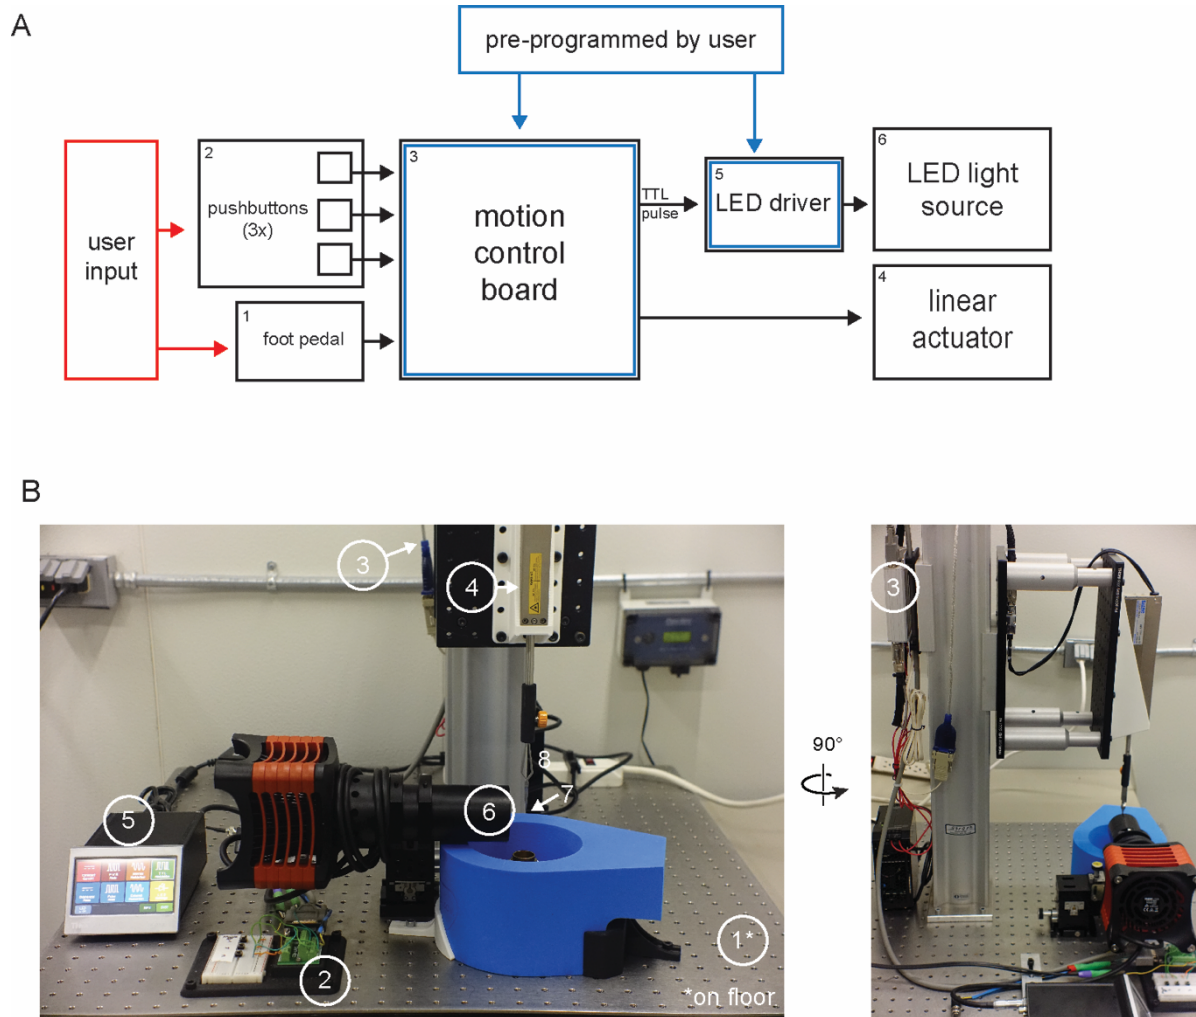 A
pre-programmed by user
user
input
2
pushbuttons
(3x)
1
foot pedal
3
motion
control
board
TTL
pulse
5
LED driver
6
LED light
source
4
linear
actuator
B
3
4
8
7
6
5
2
1*
*on floor
90°
3